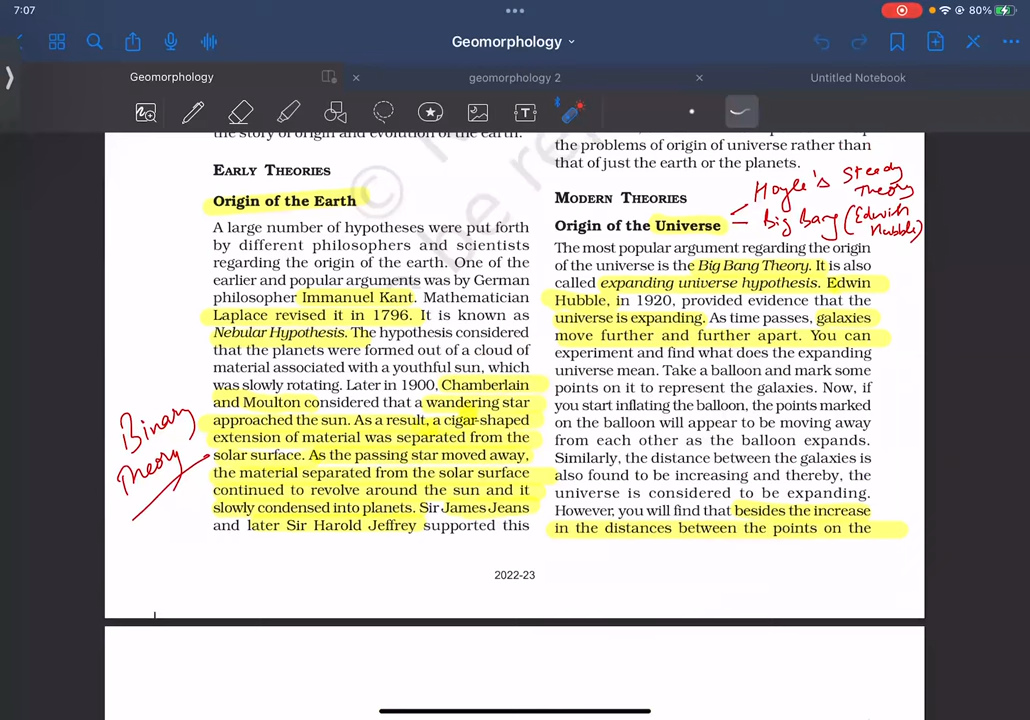 7:07
80%
Geomorphology
Geomorphology
geomorphology 2
Untitled Notebook
the story of origin and evolution of the earth.
EARLY THEORIES
Origin of the Earth
A large number of hypotheses were put forth
by different philosophers and scientists
regarding the origin of the earth. One of the
earlier and popular arguments was by German
philosopher Immanuel Kant. Mathematician
Laplace revised it in 1796. It is known as
Nebular Hypothesis. The hypothesis considered
that the planets were formed out of a cloud of
material associated with a youthful sun, which
was slowly rotating. Later in 1900, Chamberlain
and Moulton considered that a wandering star
approached the sun. As a result, a cigar-shaped
extension of material was separated from the
solar surface. As the passing star moved away,
the material separated from the solar surface
continued to revolve around the sun and it
slowly condensed into planets. Sir James Jeans
and later Sir Harold Jeffrey supported this
Binary
Theory
the problems of origin of universe rather than
that of just the earth or the planets.
MODERN THEORIES
Hoyle's Steady
Theory
Origin of the Universe
Big Bang (Edwin
Hubble)
The most popular argument regarding the origin
of the universe is the Big Bang Theory. It is also
called expanding universe hypothesis. Edwin
Hubble, in 1920, provided evidence that the
universe is expanding. As time passes, galaxies
move further and further apart. You can
experiment and find what does the expanding
universe mean. Take a balloon and mark some
points on it to represent the galaxies. Now, if
you start inflating the balloon, the points marked
on the balloon will appear to be moving away
from each other as the balloon expands.
Similarly, the distance between the galaxies is
also found to be increasing and thereby, the
universe is considered to be expanding.
However, you will find that besides the increase
in the distances between the points on the
2022-23